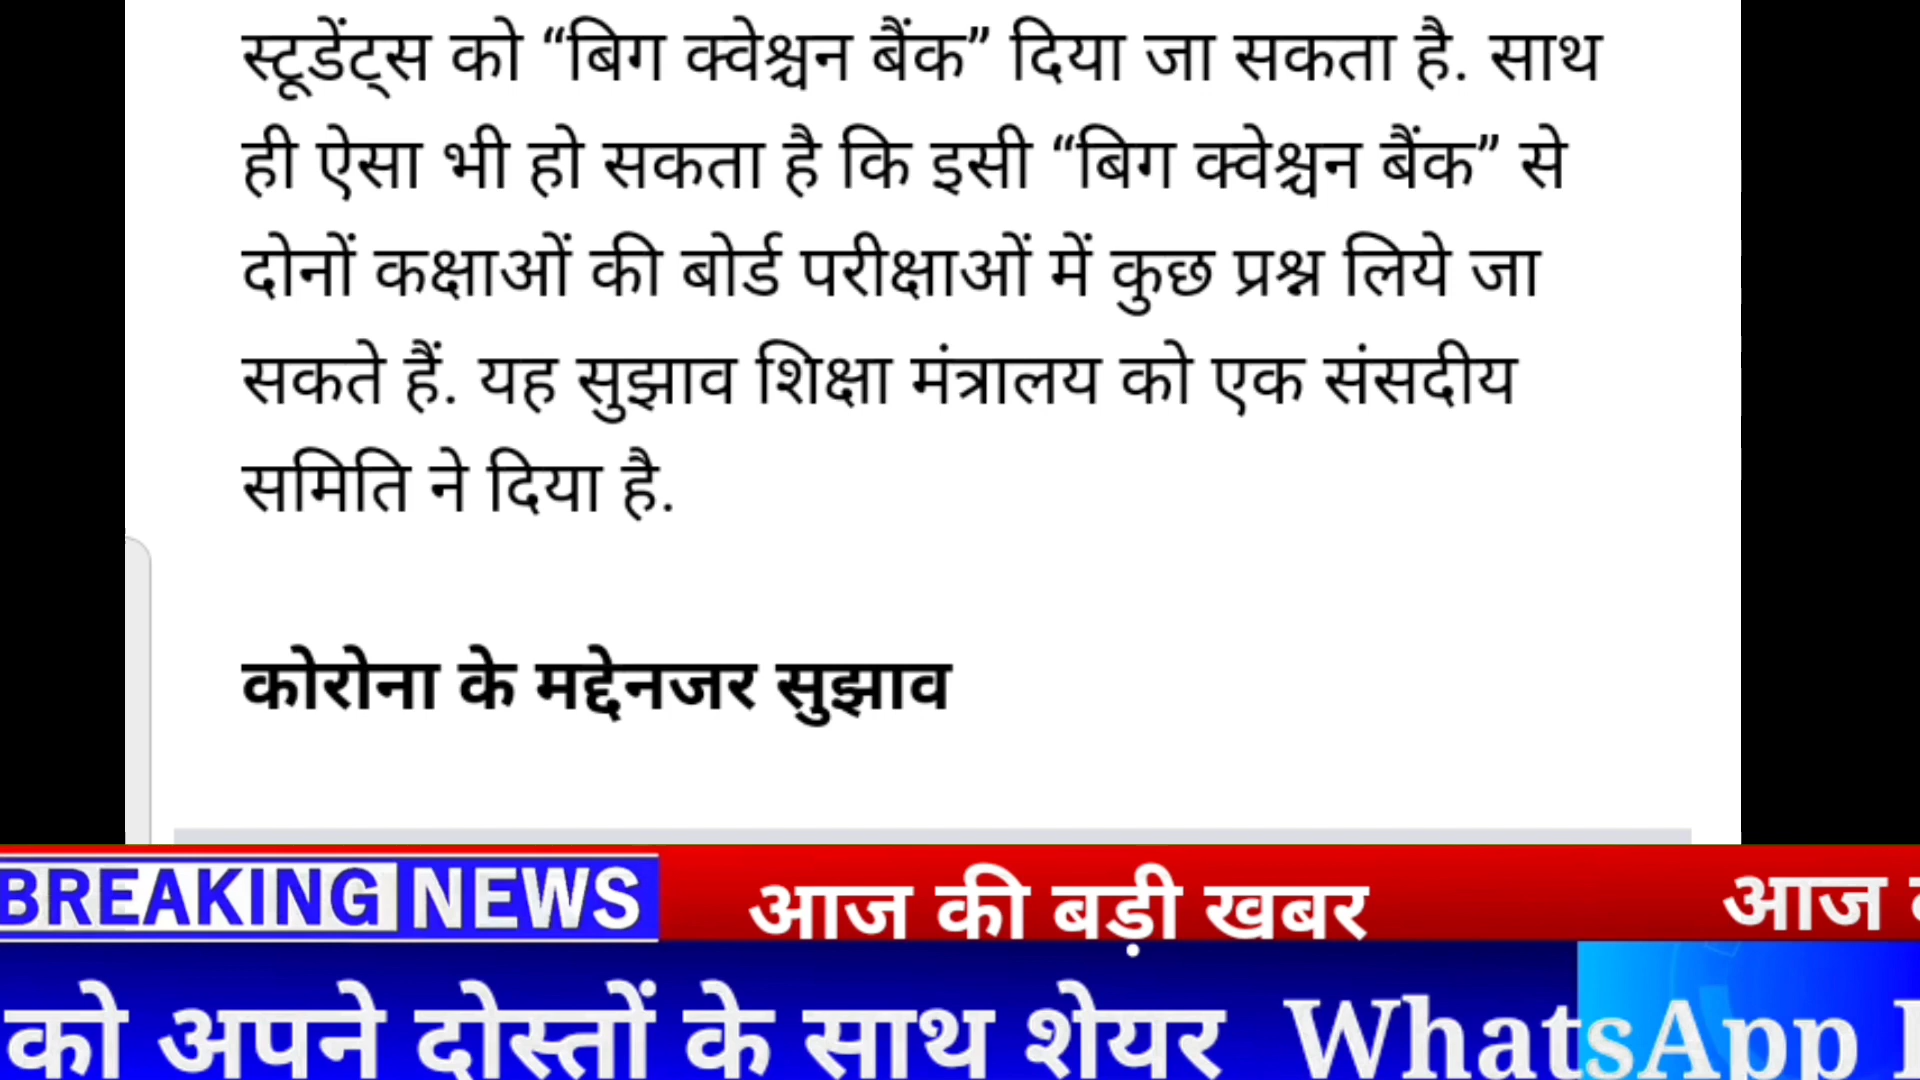 स्टूडेंट्स को “बिग क्वेश्चन बैंक” दिया जा सकता है. साथ
ही ऐसा भी हो सकता है कि इसी “बिग क्वेश्चन बैंक” से
दोनों कक्षाओं की बोर्ड परीक्षाओं में कुछ प्रश्न लिये जा
सकते हैं. यह सुझाव शिक्षा मंत्रालय को एक संसदीय
समिति ने दिया है.
कोरोना के मद्देनजर सुझाव
BREAKING NEWS आज की बड़ी खबर आज
को अपने दोस्तों के साथ शेयर WhatsApp